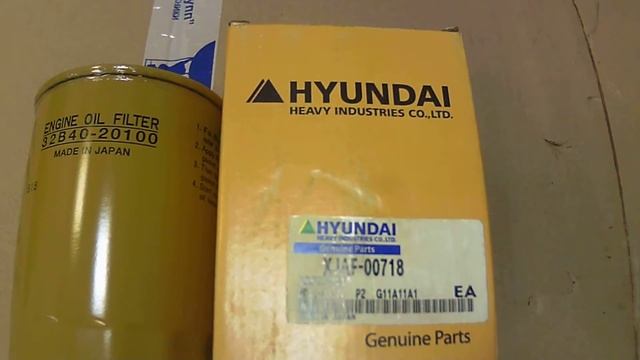 ENGINE OIL FILTER
32B40-20100
MADE IN JAPAN
HYUNDAI
HEAVY INDUSTRIES CO.,LTD.
HYUNDAI
HEAVY INDUSTRIES CO.,LTD.
Genuine Parts
XJAF-00718
P2 G11A11A1
EA
Genuine Parts